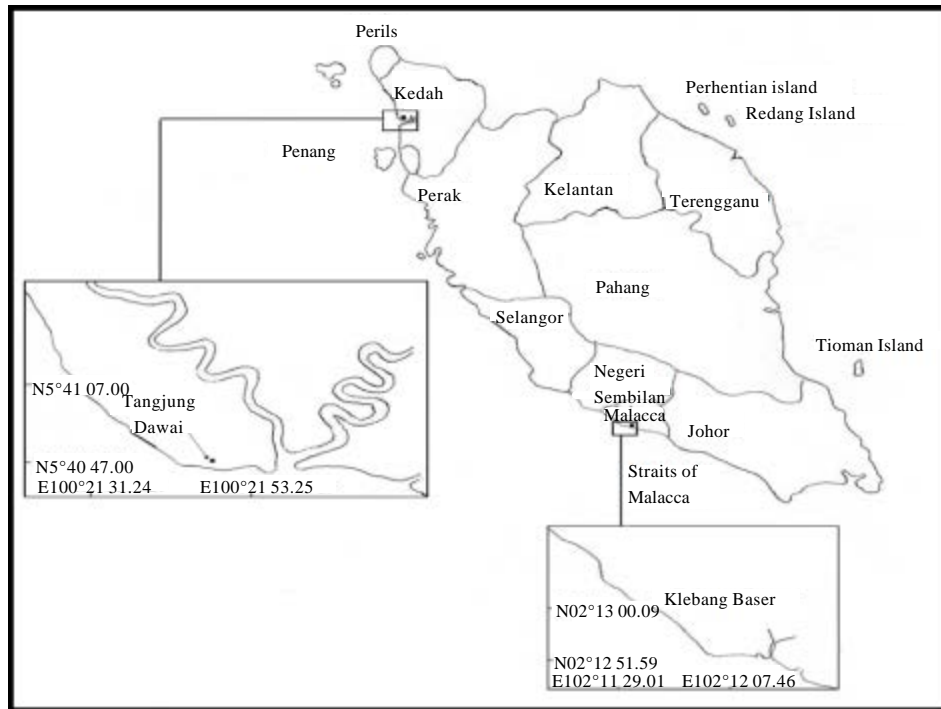 Perils
Kedah
Perhentian island
Redang Island
Penang
Perak
Kelantan
Terengganu
Pahang
Selangor
Tioman Island
Negeri
Sembilan
Malacca
Johor
Straits of
Malacca
N5°41 07.00
Tangjung
Dawai
N5°40 47.00
E100°21 31.24 E100°21 53.25
Klebang Baser
N02°13 00.09
N02°12 51.59
E102°11 29.01 E102°12 07.46